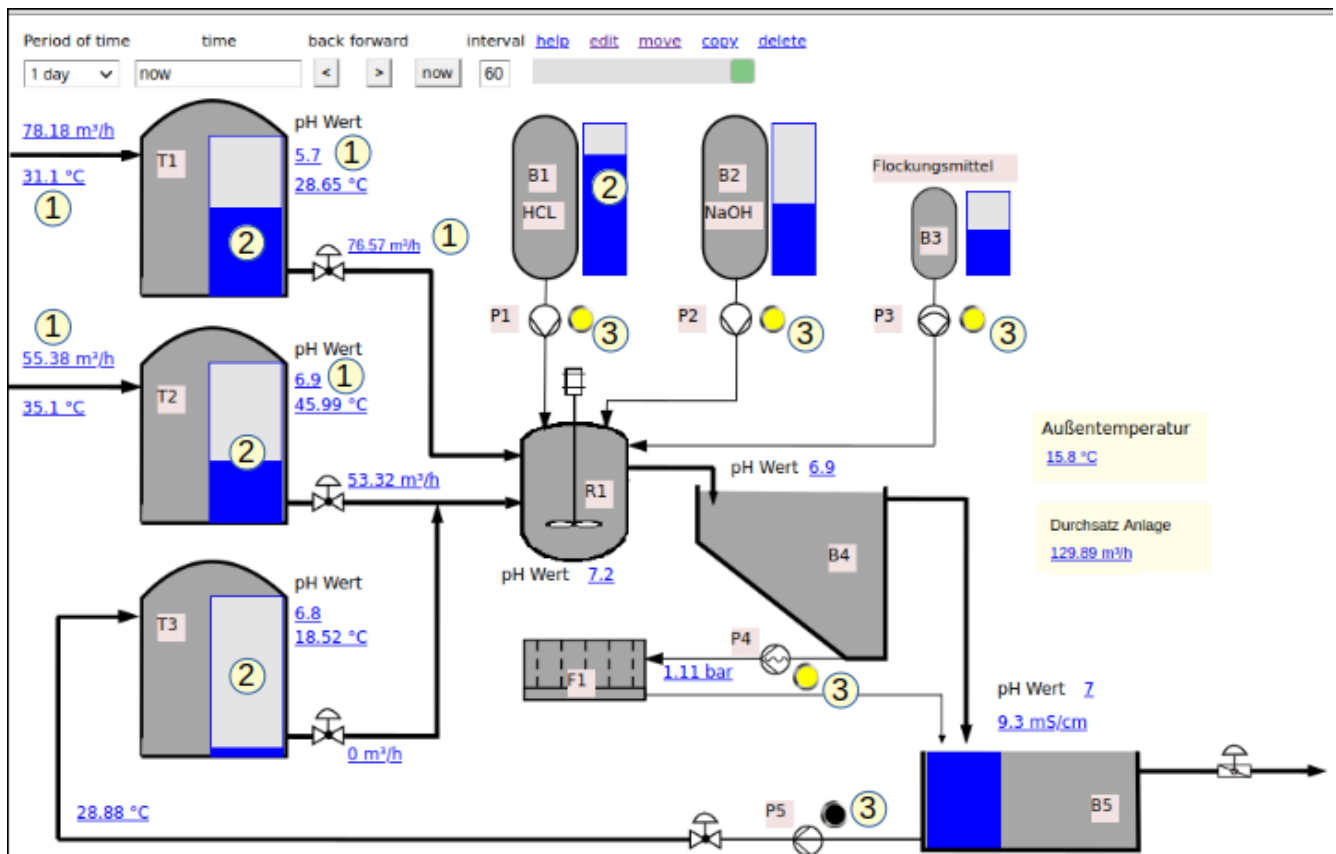 Period of time time back forward interval help edit move copy delete
1 day now < > now 60
78.18 m³/h
31.1 °C
1
T1
pH Wert
5.7 1
28.65 °C
2
76.57 m³/h 1
B1
HCL
2
B2
NaOH
Flockungsmittel
B3
P1 3
P2 3
P3 3
1
55.38 m³/h
35.1 °C
T2
pH Wert
6.9 1
45.99 °C
2
53.32 m³/h
R1
pH Wert 7.2
pH Wert 6.9
B4
Außentemperatur
15.8 °C
Durchsatz Anlage
129.89 m³/h
T3
pH Wert
6.8
18.52 °C
2
0 m³/h
F1
1.11 bar
P4
3
pH Wert 7
9.3 mS/cm
28.88 °C
P5 3
B5